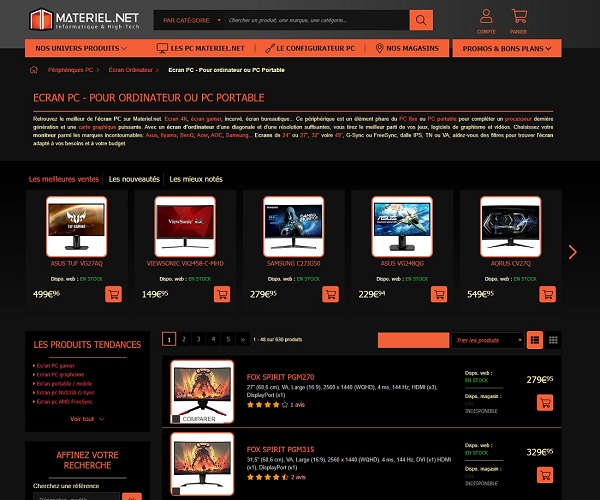 MATERIEL.NET
Informatique & High-Tech
PAR CATÉGORIE
Chercher un produit, une marque, une catégorie...
COMPTE
PANIER
NOS UNIVERS PRODUITS
LES PC MATERIEL.NET
LE CONFIGURATEUR PC
NOS MAGASINS
PROMOS & BONS PLANS
Périphériques PC > Écran Ordinateur > Ecran PC - Pour ordinateur ou PC Portable
ECRAN PC - POUR ORDINATEUR OU PC PORTABLE
Retrouvez le meilleur de l'écran PC sur Materiel.net. Ecran 4K, écran gamer, incurvé, écran bureautique... Ce périphérique est un élément phare du PC fixe ou PC portable pour compléter un processeur dernière
génération et une carte graphique puissante. Avec un écran d'ordinateur d'une diagonale et d'une résolution suffisantes, vous tirez le meilleur parti de vos jeux, logiciels de graphisme et vidéos. Choisissez votre
moniteur parmi les marques incontournables: Asus, Iiyama, BenQ, Acer, AOC, Samsung... Ecrans de 24" ou 27", 32" voire 49", G-Sync ou FreeSync, dalle IPS, TN ou VA, aidez-vous des filtres pour trouver l'écran
adapté à vos besoins et à votre budget.
Les meilleures ventes
Les nouveautés
Les mieux notés
ASUS TUF VG27AQ
Dispo. web : EN STOCK
499€96
VIEWSONIC VX2458-C-MHD
Dispo. web : EN STOCK
149€95
SAMSUNG C27JG50
Dispo. web : EN STOCK
279€95
ASUS VG248QG
Dispo. web : EN STOCK
229€94
AORUS CV27Q
Dispo. web : EN STOCK
549€95
LES PRODUITS TENDANCES
Ecran PC gamer
Ecran PC graphisme
Ecran portable / mobile
Ecran pc NVIDIA G-Sync
Ecran pc AMD FreeSync
Voir tout
AFFINEZ VOTRE
RECHERCHE
Cherchez une référence
Ok
1 2 3 4 5 »
1 - 48 sur 630 produits
Trier les produits
COMPARER
FOX SPIRIT PGM270
27" (68,6 cm), VA, Large (16:9), 2560 x 1440 (WQHD), 4 ms, 144 Hz, HDMI (x3),
DisplayPort (x1)
1 avis
Dispo. web :
EN STOCK
Dispo. magasin :
INDISPONIBLE
279€95
FOX SPIRIT PGM315
31,5" (68,6 cm), VA, Large (16:9), 2560 x 1440 (WQHD), 4 ms, 144 Hz, DVI (x1) HDMI
(x1), DisplayPort (x1)
2 avis
Dispo. web :
EN STOCK
Dispo. magasin :
INDISPONIBLE
329€95